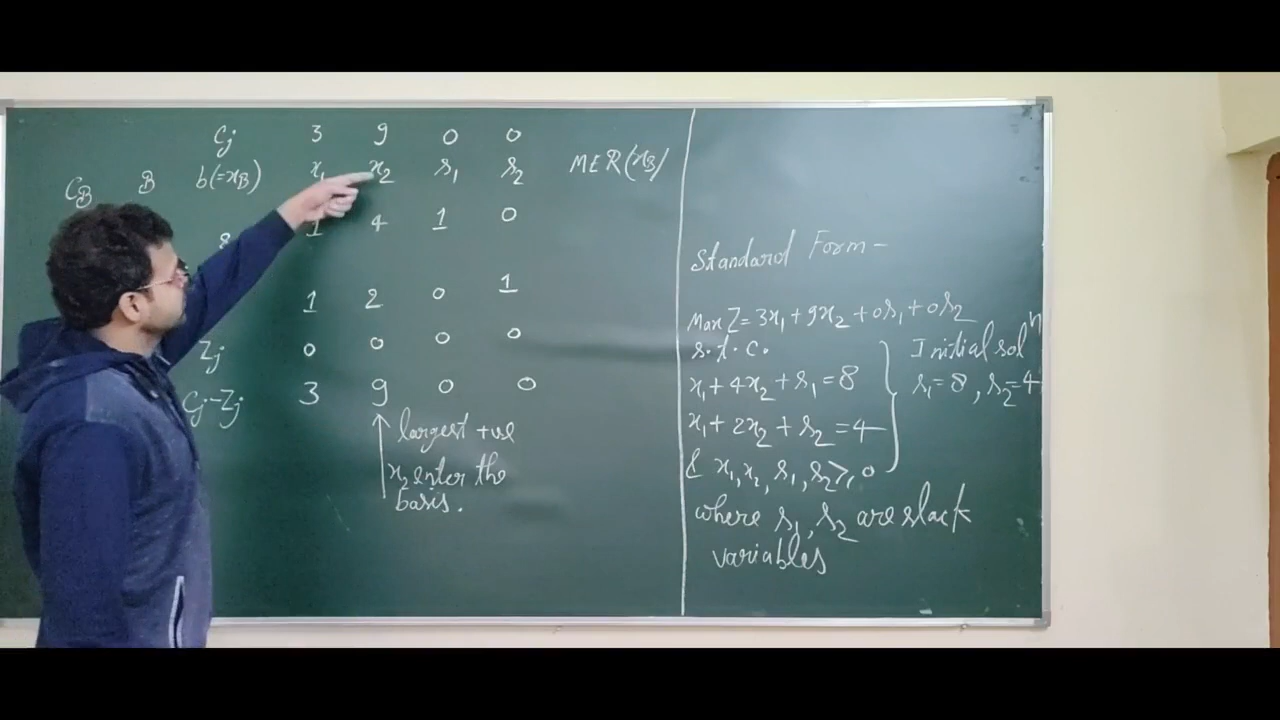 Cj 3 9 0 0
CB B b(=xB) x1 x2 s1 s2 MER(xB/
8 1 4 1 0
1 2 0 1
Zj 0 0 0 0
Cj-Zj 3 9 0 0
largest +ve
x2 enter the
basis.
Standard Form-
Max Z=3x1+9x2+0s1+0s2
s.t.c.
x1+4x2+s1=8
x1+2x2+s2=4
& x1,x2,s1,s2≥0
where s1,s2 are slack
variables
Initial solⁿ
s1=8, s2=4